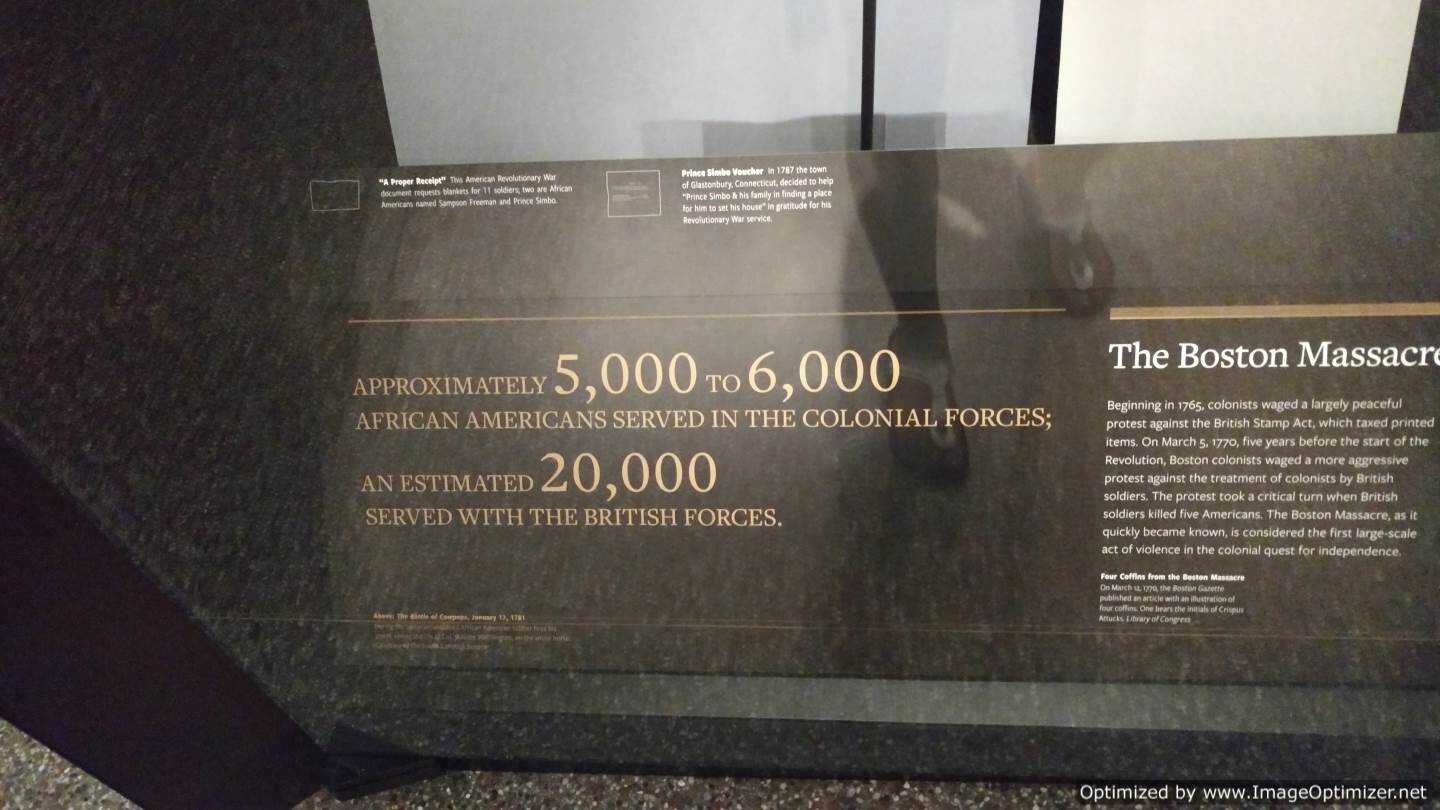 "A Proper Receipt" This American Revolutionary War
document requests blankets for 11 soldiers; two are African
Americans named Sampson Freeman and Prince Simbo.
Prince Simbo Voucher In 1787 the town
of Glastonbury, Connecticut, decided to help
"Prince Simbo & his family in finding a place
for him to set his house" in gratitude for his
Revolutionary War service.
APPROXIMATELY 5,000 TO 6,000
AFRICAN AMERICANS SERVED IN THE COLONIAL FORCES;
AN ESTIMATED 20,000
SERVED WITH THE BRITISH FORCES.
Above: The Battle of Cowpens, January 17, 1781
The Boston Massacre
Beginning in 1765, colonists waged a largely peaceful
protest against the British Stamp Act, which taxed printed
items. On March 5, 1770, five years before the start of the
Revolution, Boston colonists waged a more aggressive
protest against the treatment of colonists by British
soldiers. The protest took a critical turn when British
soldiers killed five Americans. The Boston Massacre, as it
quickly became known, is considered the first large-scale
act of violence in the colonial quest for independence.
Four Coffins from the Boston Massacre
On March 12, 1770, the Boston Gazette
published an article with an illustration of
four coffins. One bears the initials of Crispus
Attucks. Library of Congress
Optimized by www.ImageOptimizer.net